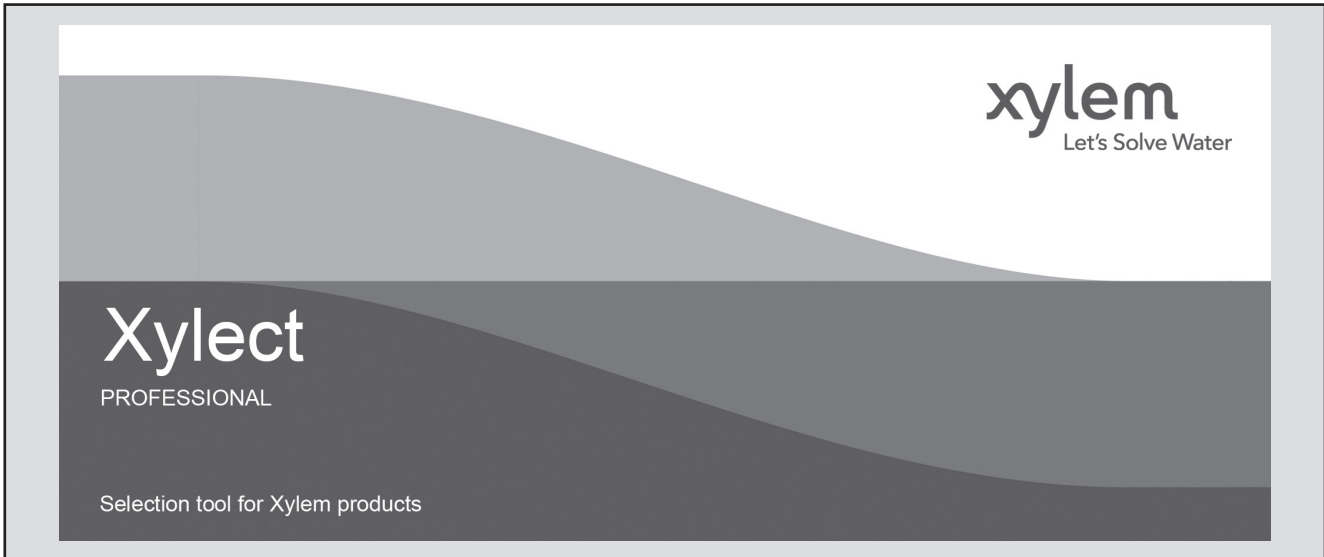 xylem
Let's Solve Water
Xylect
PROFESSIONAL
Selection tool for Xylem products